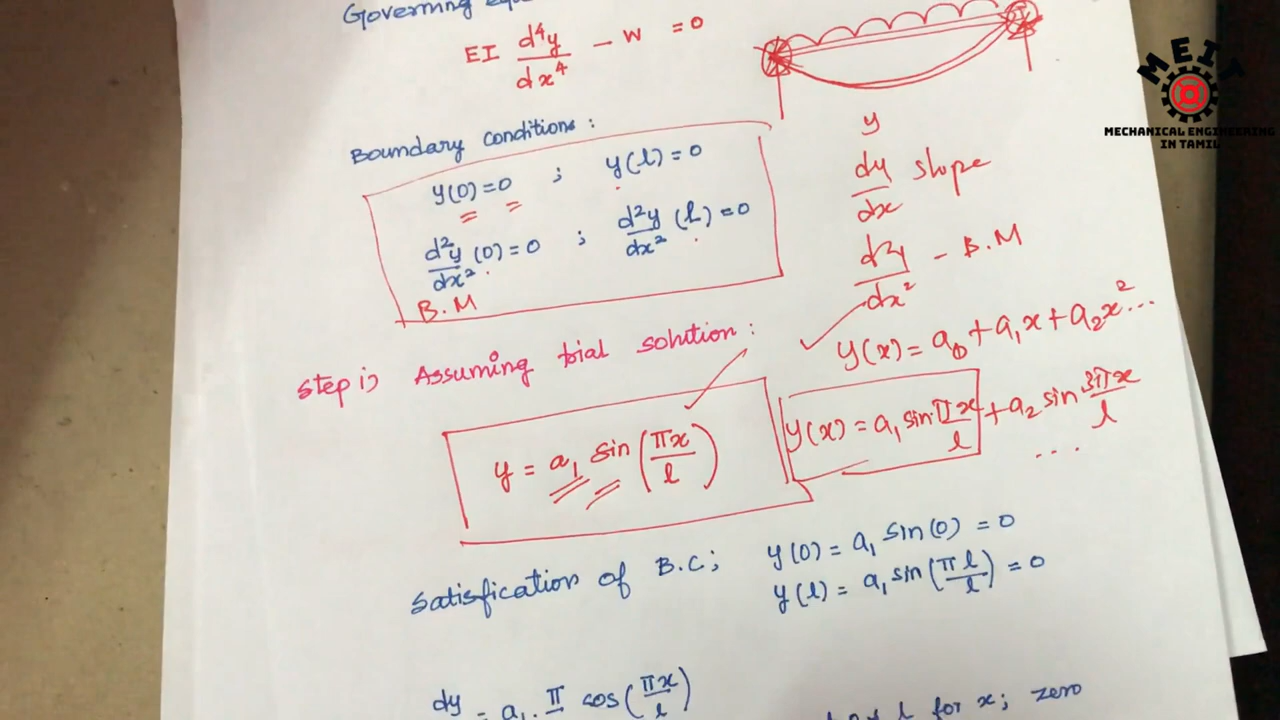 Governing equ
EI d⁴y/dx⁴ - w = 0
Boundary conditions :
y(0) = 0 ; y(l) = 0
d²y/dx² (0) = 0 ; d²y/dx² (l) = 0
B.M
y
dy/dx slope
d²y/dx² - B.M
y(x) = a₀ + a₁x + a₂x² ...
Step i) Assuming trial solution :
y = a₁ sin (πx/l)
y(x) = a₁ sin πx/l + a₂ sin 3πx/l
...
Satisfication of B.C; y(0) = a₁ sin(0) = 0
y(l) = a₁ sin (πl/l) = 0
dy = a₁. π cos (πx/l)
l for x; zero
MEIT
MECHANICAL ENGINEERING
IN TAMIL